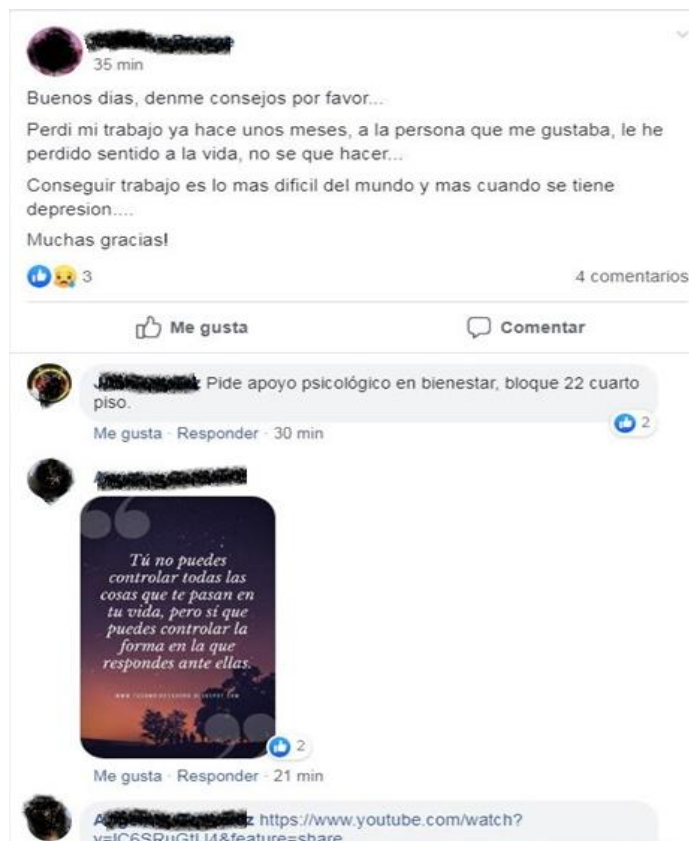 35 min
Buenos dias, denme consejos por favor...
Perdi mi trabajo ya hace unos meses, a la persona que me gustaba, le he
perdido sentido a la vida, no se que hacer...
Conseguir trabajo es lo mas dificil del mundo y mas cuando se tiene
depresion....
Muchas gracias!
3
4 comentarios
Me gusta
Comentar
Pide apoyo psicológico en bienestar, bloque 22 cuarto
piso.
2
Me gusta · Responder · 30 min
Tú no puedes
controlar todas las
cosas que te pasan en
tu vida, pero sí que
puedes controlar la
forma en la que
respondes ante ellas.
2
Me gusta · Responder · 21 min
https://www.youtube.com/watch?